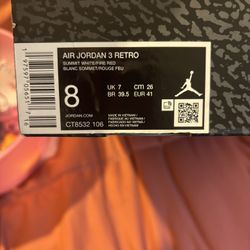 AIR JORDAN 3 RETRO
SUMMIT WHITE/FIRE RED
BLANC SOMMET/ROUGE FEU
8
UK 7 CM 26
BR 39.5 EUR 41
JORDAN.COM
CT8532 106
MADE IN VIETNAM